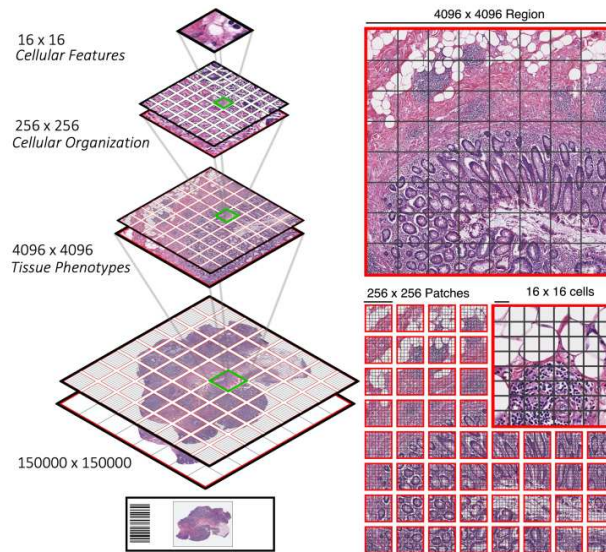 16 x 16
Cellular Features
256 x 256
Cellular Organization
4096 x 4096
Tissue Phenotypes
150000 x 150000
4096 x 4096 Region
256 x 256 Patches
16 x 16 cells